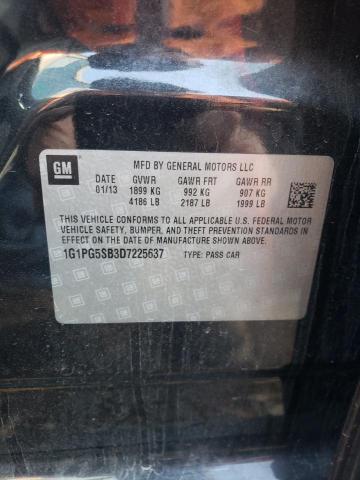 GM
MFD BY GENERAL MOTORS LLC
DATE GVWR GAWR FRT GAWR RR
01/13 1899 KG 992 KG 907 KG
4186 LB 2187 LB 1999 LB
THIS VEHICLE CONFORMS TO ALL APPLICABLE U.S. FEDERAL MOTOR
VEHICLE SAFETY, BUMPER, AND THEFT PREVENTION STANDARDS
IN EFFECT ON THE DATE OF MANUFACTURE SHOWN ABOVE.
1G1PG5SB3D7225637 TYPE: PASS CAR